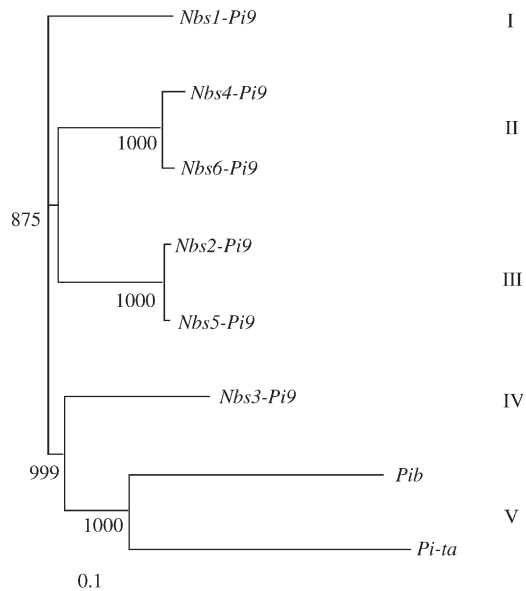 Nbs1-Pi9 I
Nbs4-Pi9
1000 II
Nbs6-Pi9
875
Nbs2-Pi9
1000 III
Nbs5-Pi9
Nbs3-Pi9 IV
999
Pib
1000 V
Pi-ta
0.1